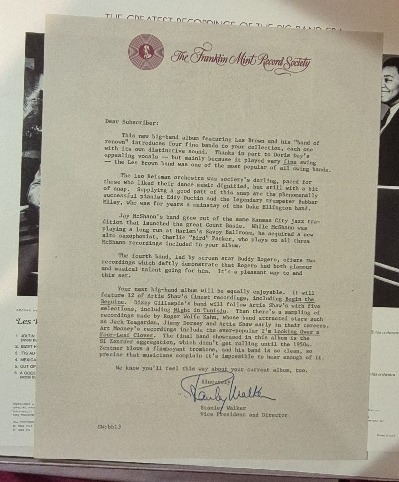 THE GREATEST RECORDINGS OF THE BIG BAND ERA
The Franklin Mint Record Society
Dear Subscriber:
This new big-band album featuring Les Brown and his "band of
renown" introduces four fine bands to your collection, each one
with its own distinctive sound. Thanks in part to Doris Day's
appealing vocals -- but mainly because it played very fine swing
-- the Les Brown band was one of the most popular of all swing bands.
The Leo Reisman orchestra was society's darling, paced for
those who liked their dance music dignified, but still with a bit
of snap. Supplying a good part of this snap are the phenomenally
successful pianist Eddy Duchin and the legendary trumpeter Bubber
Miley, who was for years a mainstay of the Duke Ellington band.
Jay McShann's band grew out of the same Kansas City jazz tra-
dition that launched the great Count Basie. While McShann was
playing a long run at Harlem's Savoy Ballroom, he acquired a new
alto saxophonist, Charlie "Bird" Parker, who plays on all three
McShann recordings included in your album.
The fourth band, led by screen star Buddy Rogers, offers two
recordings which deftly demonstrate that Rogers had both glamour
and musical talent going for him. It's a pleasant way to end
this set.
Your next big-band album will be equally enjoyable. It will
feature 12 of Artie Shaw's finest recordings, including Begin the
Beguine. Dizzy Gillespie's band will follow Artie Shaw's with five
selections, including Night in Tunisia. Then there's a sampling of
recordings made by Roger Wolfe Kahn, whose band attracted stars such
as Jack Teagarden, Jimmy Dorsey and Artie Shaw early in their careers.
Art Mooney's recordings include the ever-popular I'm Looking Over a
Four-Leaf Clover. The final band showcased in this album is the
Si Zentner aggregation, which didn't get rolling until the 1950s.
Zentner blows a flamboyant trombone, and his band is so clean, so
precise that musicians complain it's impossible to hear enough of it.
We know you'll feel this way about your current album, too.
Sincerely,
Stanley Walker
Stanley Walker
Vice President and Director